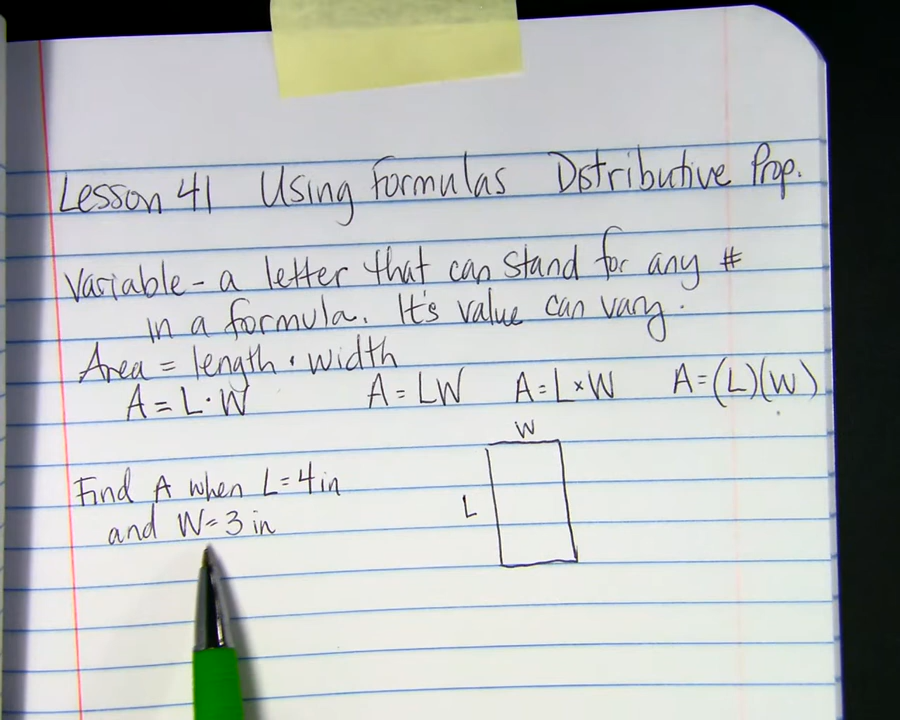 Lesson 41 Using Formulas Dstributive Prop.
Variable - a letter that can stand for any #
in a formula. It's value can vary.
Area = length · width
A = L · W A = LW A = L × W A = (L)(W)
W
Find A when L = 4 in
L
and W = 3 in